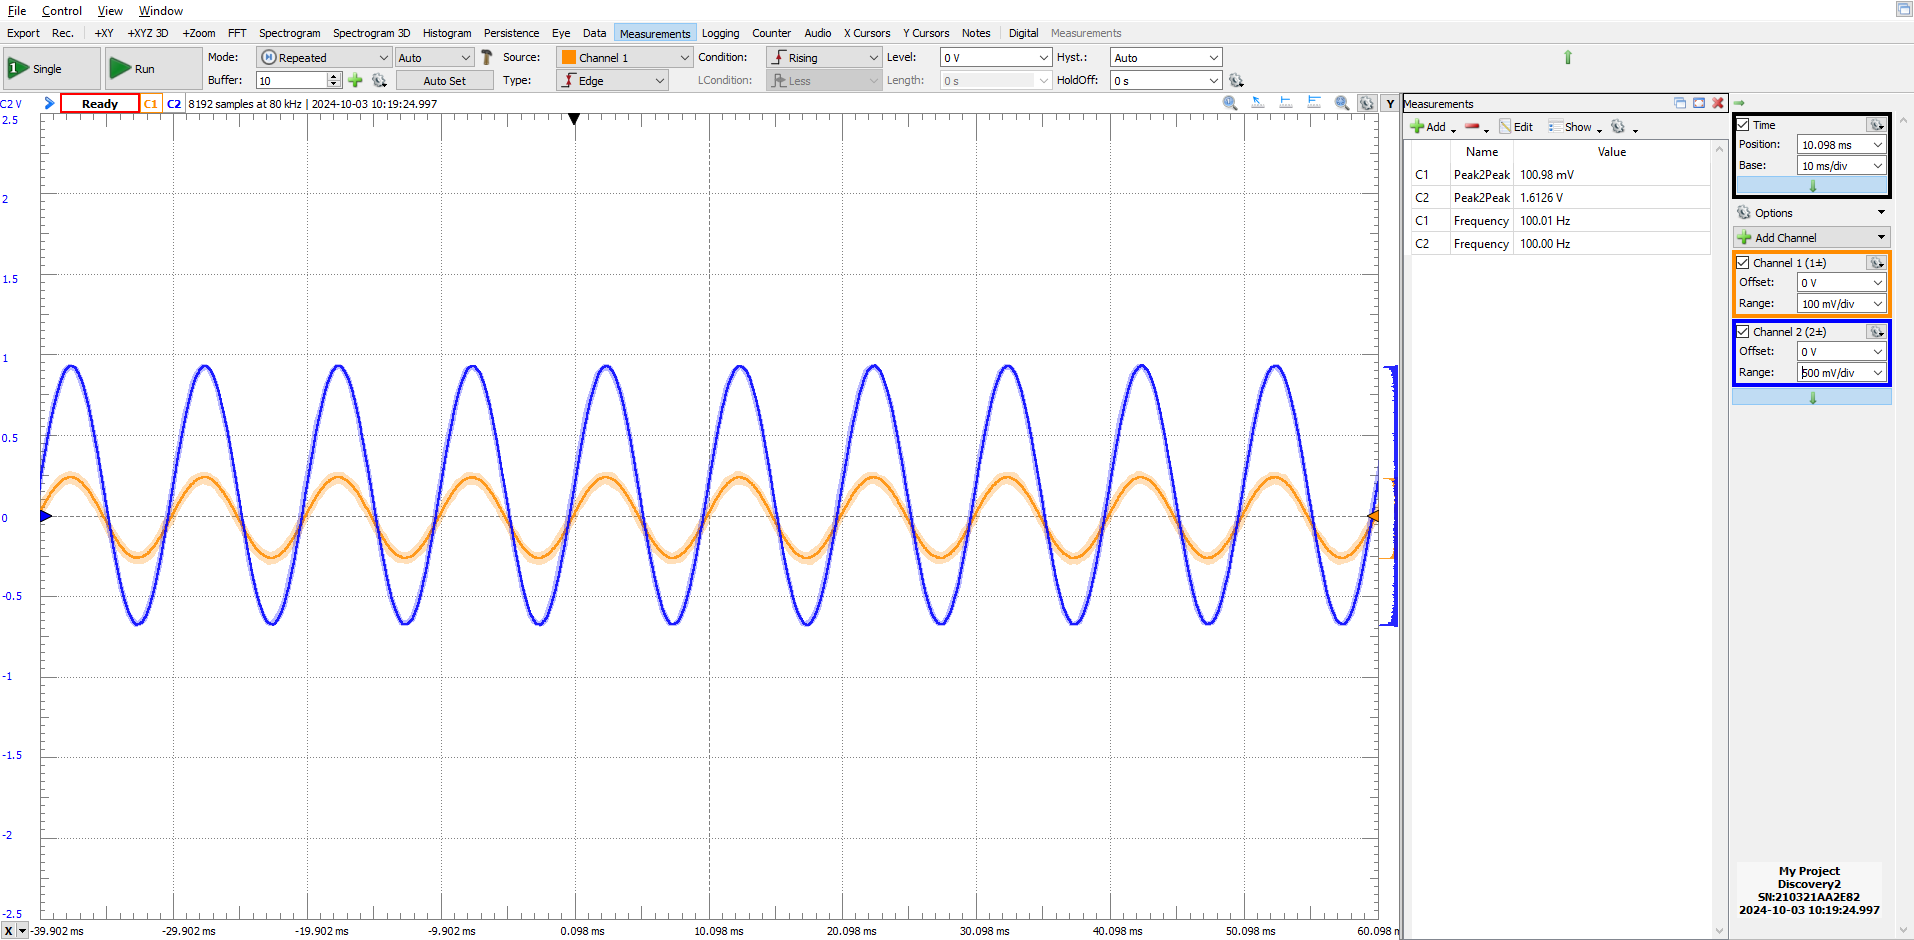 File Control View Window
Export Rec. +XY +XYZ 3D +Zoom FFT Spectrogram Spectrogram 3D Histogram Persistence Eye Data Measurements Logging Counter Audio X Cursors Y Cursors Notes Digital Measurements
1 Single Run Mode: Repeated Auto Source: Channel 1 Condition: Rising Level: 0 V Hyst.: Auto
Buffer: 10 Auto Set Type: Edge LCondition: Less Length: 0 s HoldOff: 0 s
C2 V Ready C1 C2 8192 samples at 80 kHz | 2024-10-03 10:19:24.997 Y
2.5
2
1.5
1
0.5
0
-0.5
-1
-1.5
-2
-2.5
X -39.902 ms -29.902 ms -19.902 ms -9.902 ms 0.098 ms 10.098 ms 20.098 ms 30.098 ms 40.098 ms 50.098 ms 60.098 m
Measurements
Add Edit Show
Name Value
C1 Peak2Peak 100.98 mV
C2 Peak2Peak 1.6126 V
C1 Frequency 100.01 Hz
C2 Frequency 100.00 Hz
Time
Position: 10.098 ms
Base: 10 ms/div
Options
Add Channel
Channel 1 (1±)
Offset: 0 V
Range: 100 mV/div
Channel 2 (2±)
Offset: 0 V
Range: 500 mV/div
My Project
Discovery2
SN:210321AA2E82
2024-10-03 10:19:24.997